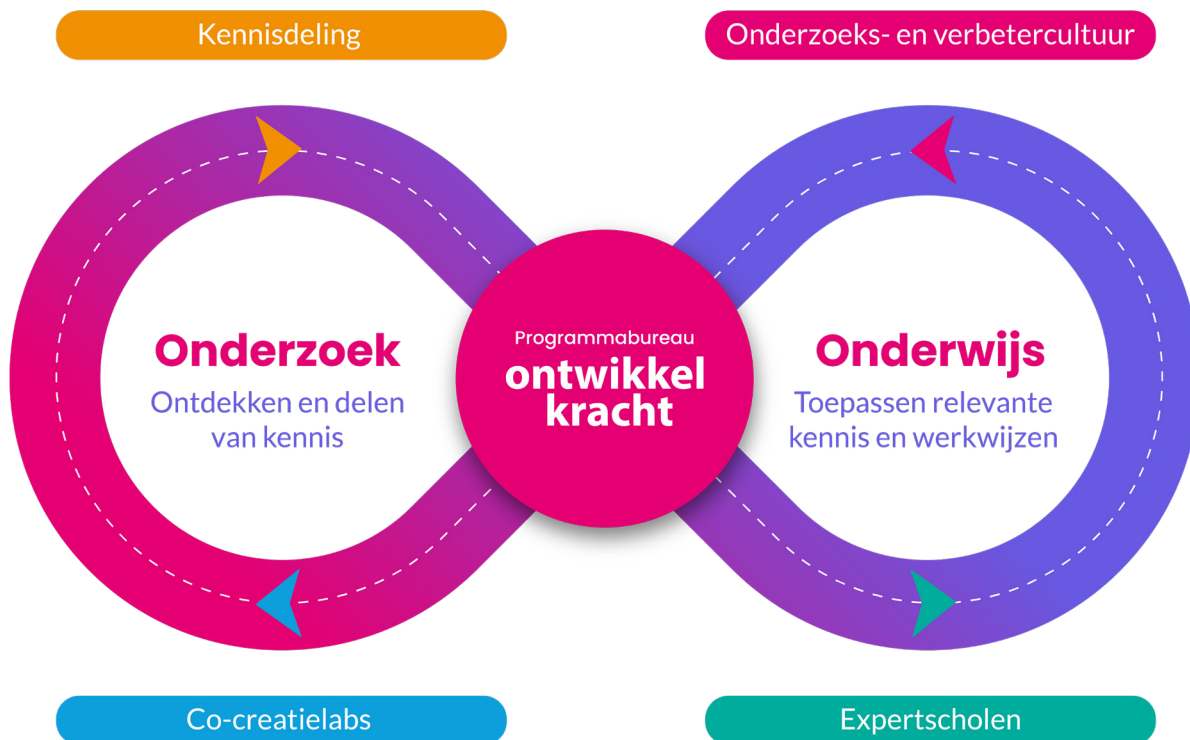 Kennisdeling
Onderzoeks- en verbetercultuur
Onderzoek
Ontdekken en delen
van kennis
Programmabureau
ontwikkel
kracht
Onderwijs
Toepassen relevante
kennis en werkwijzen
Co-creatielabs
Expertscholen